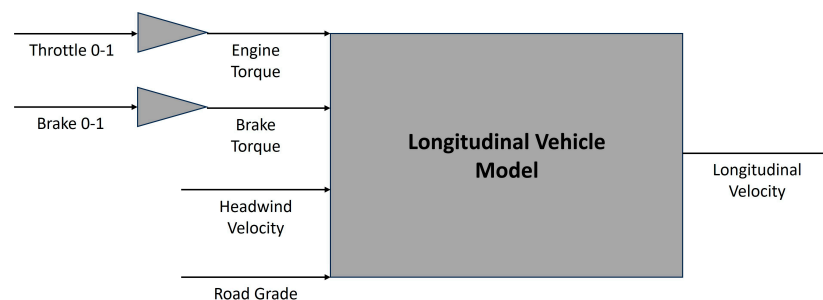 Throttle 0-1
Engine
Torque
Brake 0-1
Brake
Torque
Longitudinal Vehicle
Model
Longitudinal
Velocity
Headwind
Velocity
Road Grade